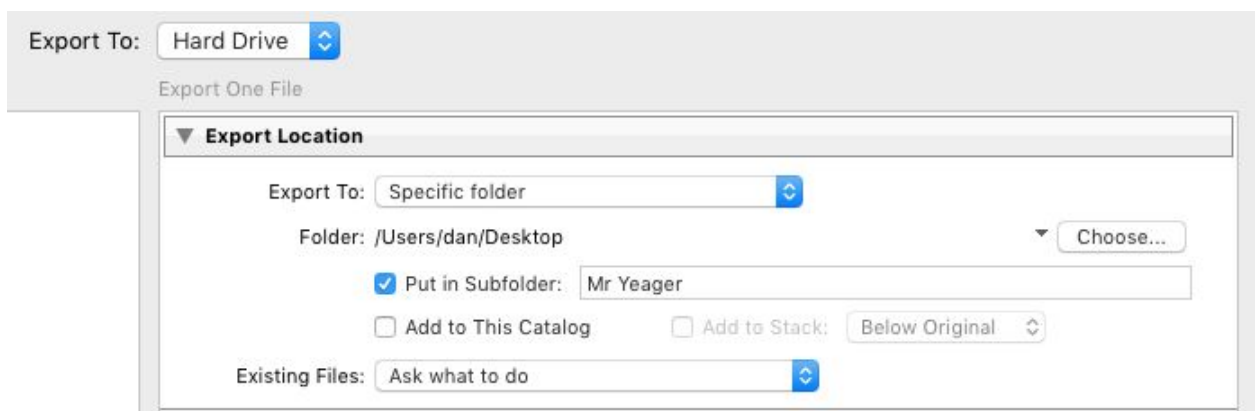 Export To: Hard Drive
Export One File
Export Location
Export To: Specific folder
Folder: /Users/dan/Desktop Choose...
Put in Subfolder: Mr Yeager
Add to This Catalog Add to Stack: Below Original
Existing Files: Ask what to do